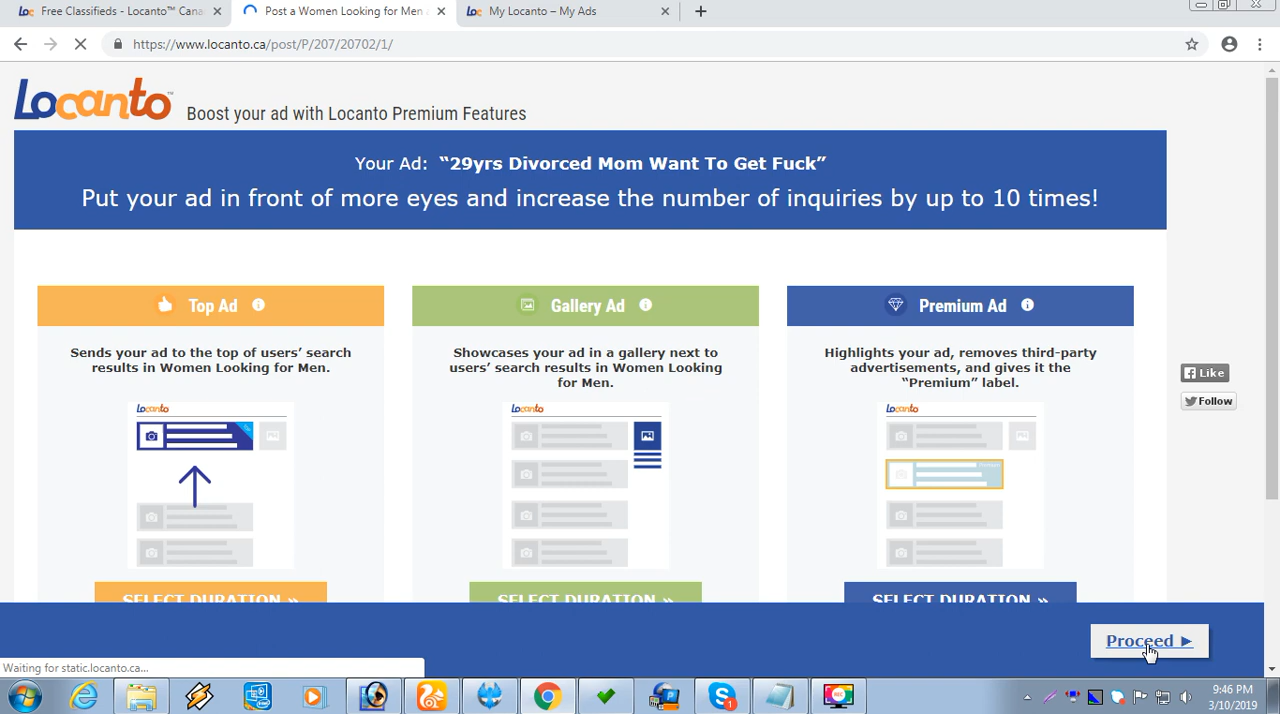 Free Classifieds - Locanto™ Cana
Post a Women Looking for Men
My Locanto – My Ads
https://www.locanto.ca/post/P/207/20702/1/
Locanto™
Boost your ad with Locanto Premium Features
Your Ad: “29yrs Divorced Mom Want To Get Fuck”
Put your ad in front of more eyes and increase the number of inquiries by up to 10 times!
Top Ad
Sends your ad to the top of users’ search
results in Women Looking for Men.
Locanto
SELECT DURATION »
Gallery Ad
Showcases your ad in a gallery next to
users’ search results in Women Looking
for Men.
Locanto
SELECT DURATION »
Premium Ad
Highlights your ad, removes third-party
advertisements, and gives it the
“Premium” label.
Locanto
SELECT DURATION »
Like
Follow
Proceed ►
Waiting for static.locanto.ca...
9:46 PM
3/10/2019